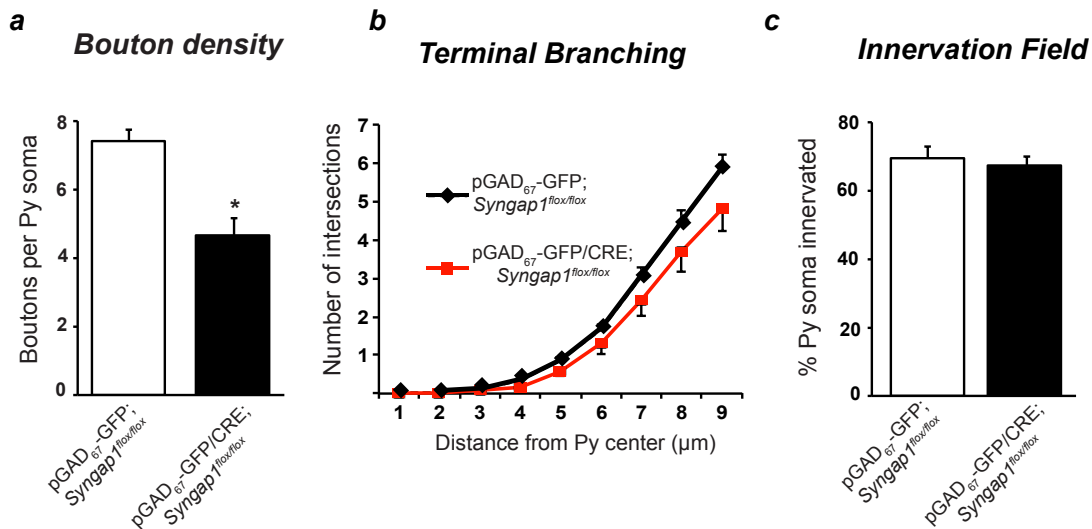 a
Bouton density
Boutons per Py soma
8
6
4
2
0
*
pGAD67-GFP;
Syngap1flox/flox
pGAD67-GFP/CRE;
Syngap1flox/flox
b
Terminal Branching
Number of intersections
7
6
5
4
3
2
1
pGAD67-GFP;
Syngap1flox/flox
pGAD67-GFP/CRE;
Syngap1flox/flox
1 2 3 4 5 6 7 8 9
Distance from Py center (µm)
c
Innervation Field
% Py soma innervated
80
60
40
20
0
pGAD67-GFP;
Syngap1flox/flox
pGAD67-GFP/CRE;
Syngap1flox/flox